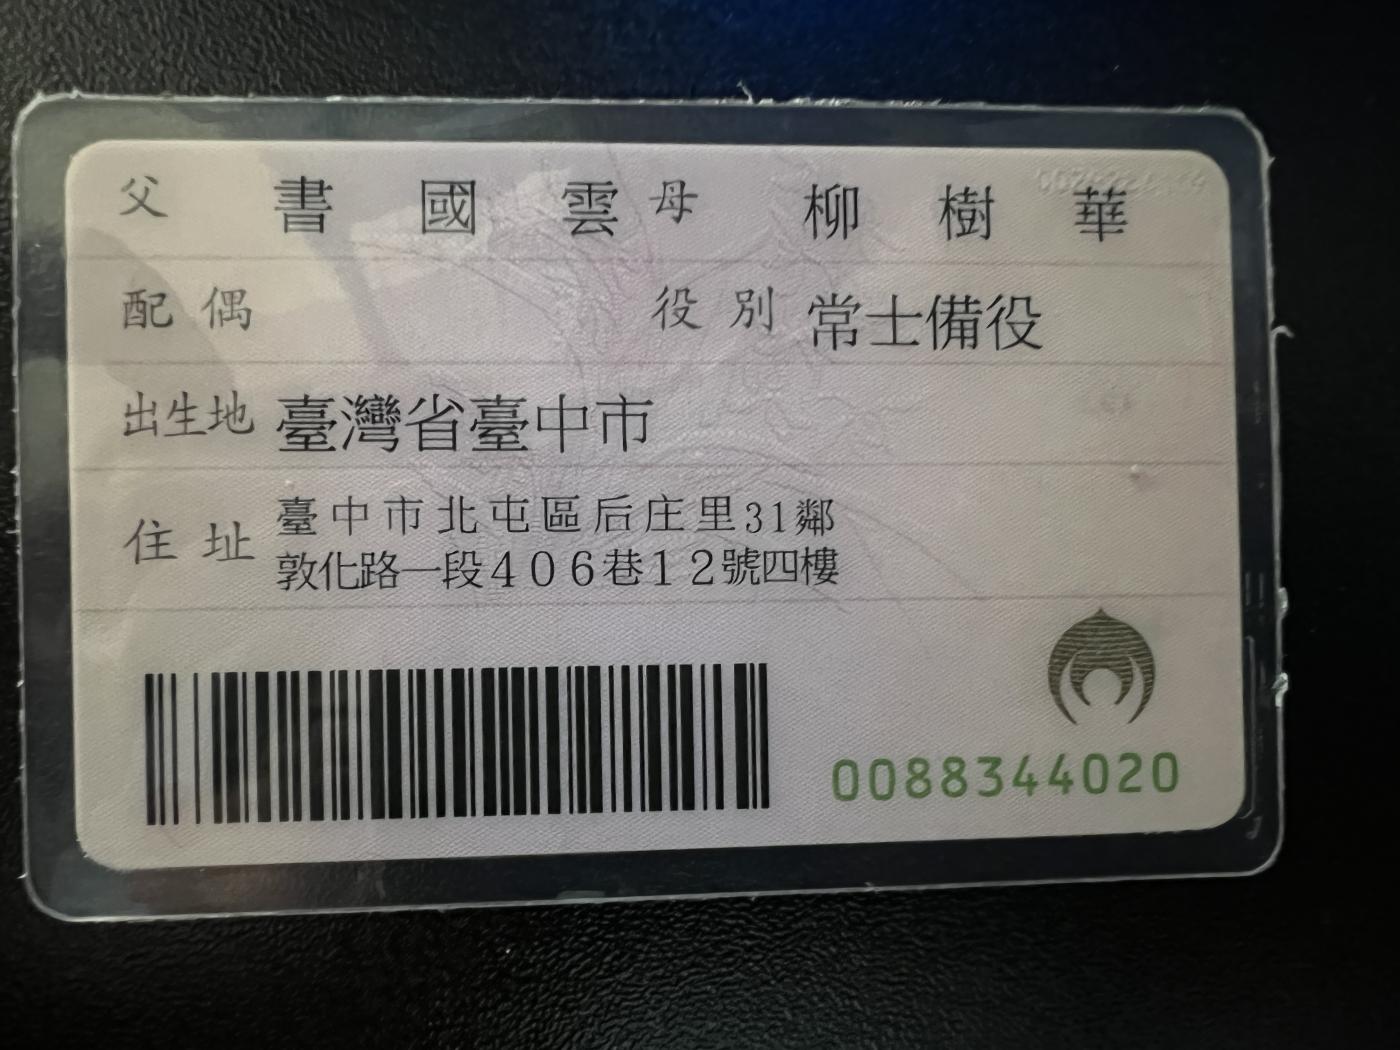 父 書國雲 母 柳樹華
配偶 役別 常士備役
出生地 臺灣省臺中市
住址 臺中市北屯區后庄里31鄰
敦化路一段406巷12號四樓
0088344020